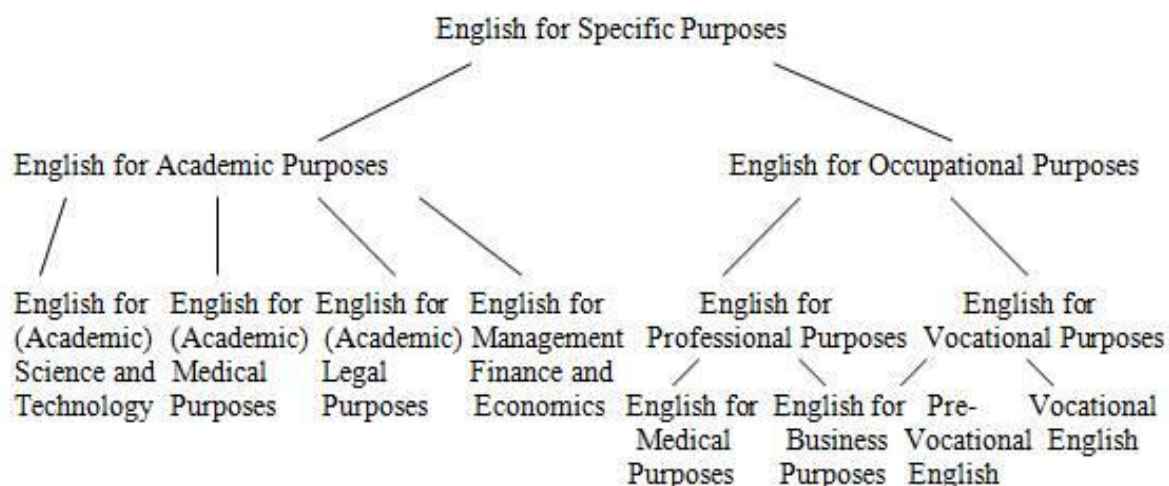 English for Specific Purposes
English for Academic Purposes
English for Occupational Purposes
English for
(Academic)
Science and
Technology
English for
(Academic)
Medical
Purposes
English for
(Academic)
Legal
Purposes
English for
Management
Finance and
Economics
English for
Professional Purposes
English for
Vocational Purposes
English for
Medical
Purposes
English for
Business
Purposes
Pre-
Vocational
English
Vocational
English